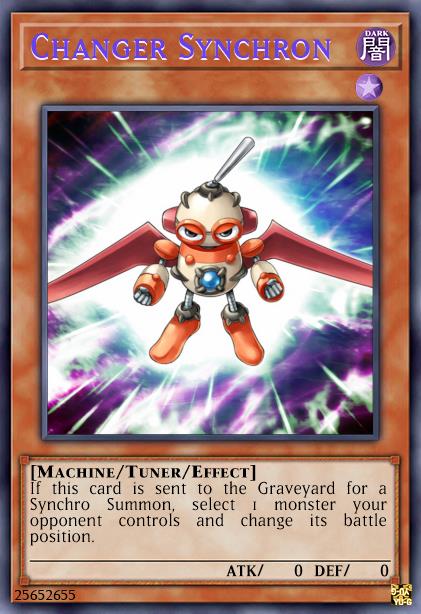 Changer Synchron
DARK
闇
[Machine/Tuner/Effect]
If this card is sent to the Graveyard for a
Synchro Summon, select 1 monster your
opponent controls and change its battle
position.
ATK/ 0 DEF/ 0
25652655